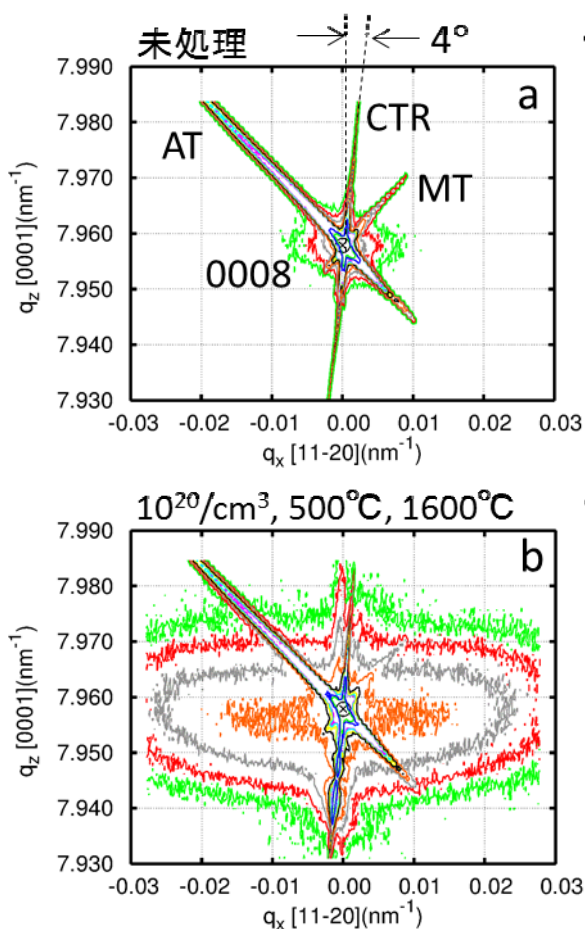 未処理 4°
7.990
a
AT
CTR
7.980
MT
7.970
7.960
0008
7.950
7.940
7.930
-0.03 -0.02 -0.01 0.00 0.01 0.02 0.03
qx [11-20](nm-1)
qz [0001](nm-1)
10²⁰/cm³, 500℃, 1600℃
7.990
b
7.980
7.970
7.960
7.950
7.940
7.930
-0.03 -0.02 -0.01 0.00 0.01 0.02 0.03
qx [11-20](nm-1)
qz [0001](nm-1)